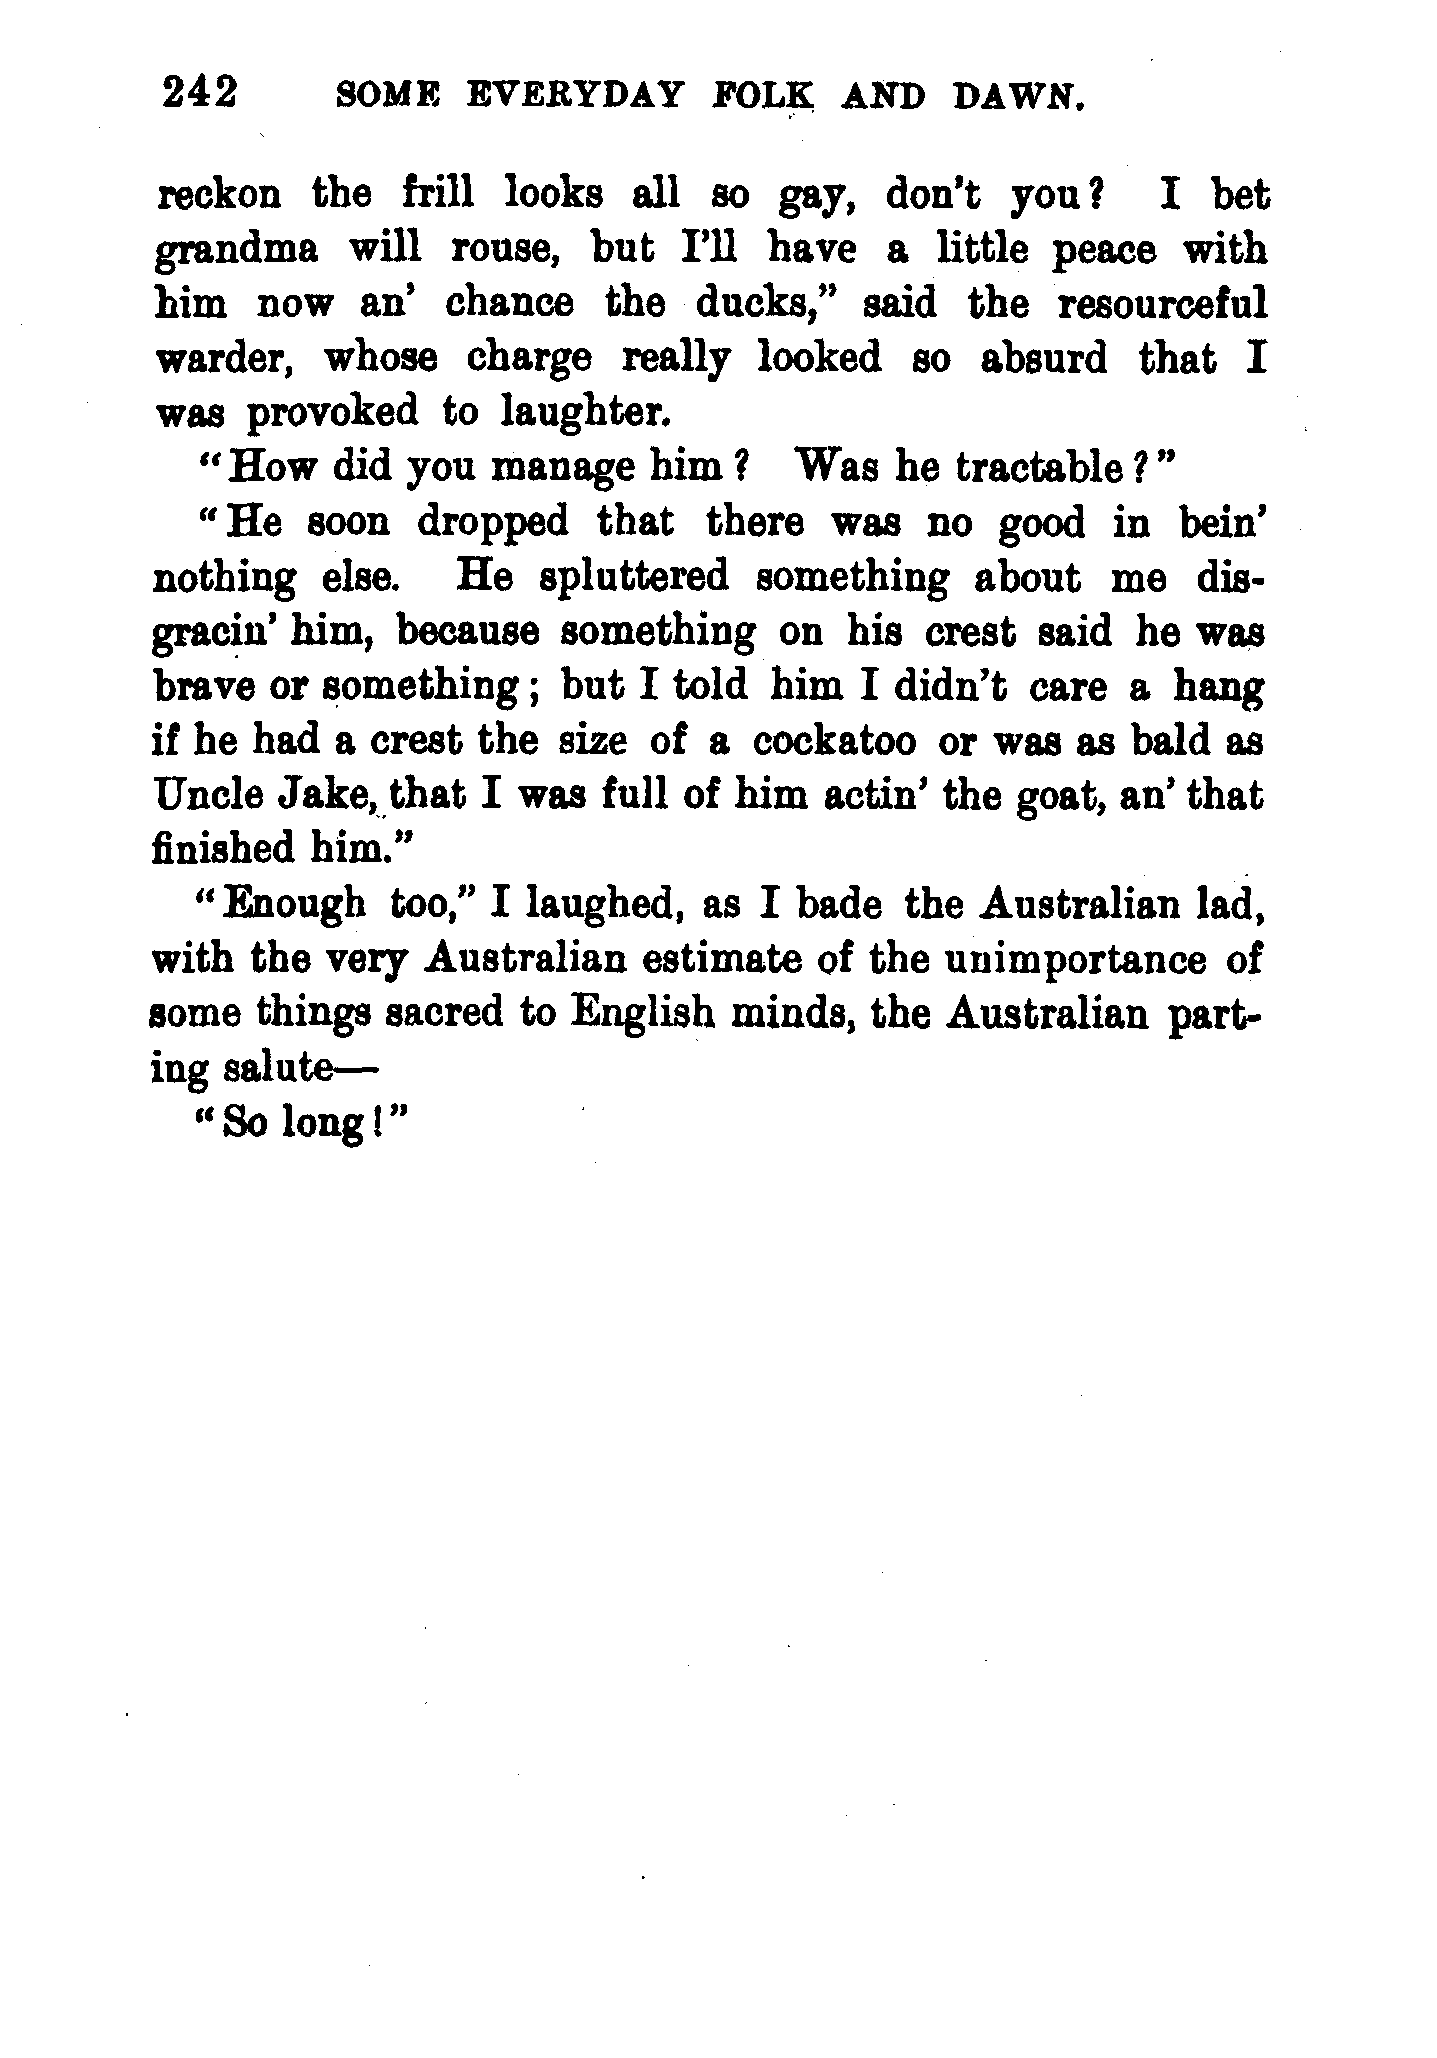 242 SOME EVERYDAY FOLK AND DAWN.
reckon the frill looks all so gay, don't you? I bet
grandma will rouse, but I'll have a little peace with
him now an' chance the ducks," said the resourceful
warder, whose charge really looked so absurd that I
was provoked to laughter.
"How did you manage him? Was he tractable?"
"He soon dropped that there was no good in bein'
nothing else. He spluttered something about me dis-
gracin' him, because something on his crest said he was
brave or something; but I told him I didn't care a hang
if he had a crest the size of a cockatoo or was as bald as
Uncle Jake, that I was full of him actin' the goat, an' that
finished him."
"Enough too," I laughed, as I bade the Australian lad,
with the very Australian estimate of the unimportance of
some things sacred to English minds, the Australian part-
ing salute—
"So long!"